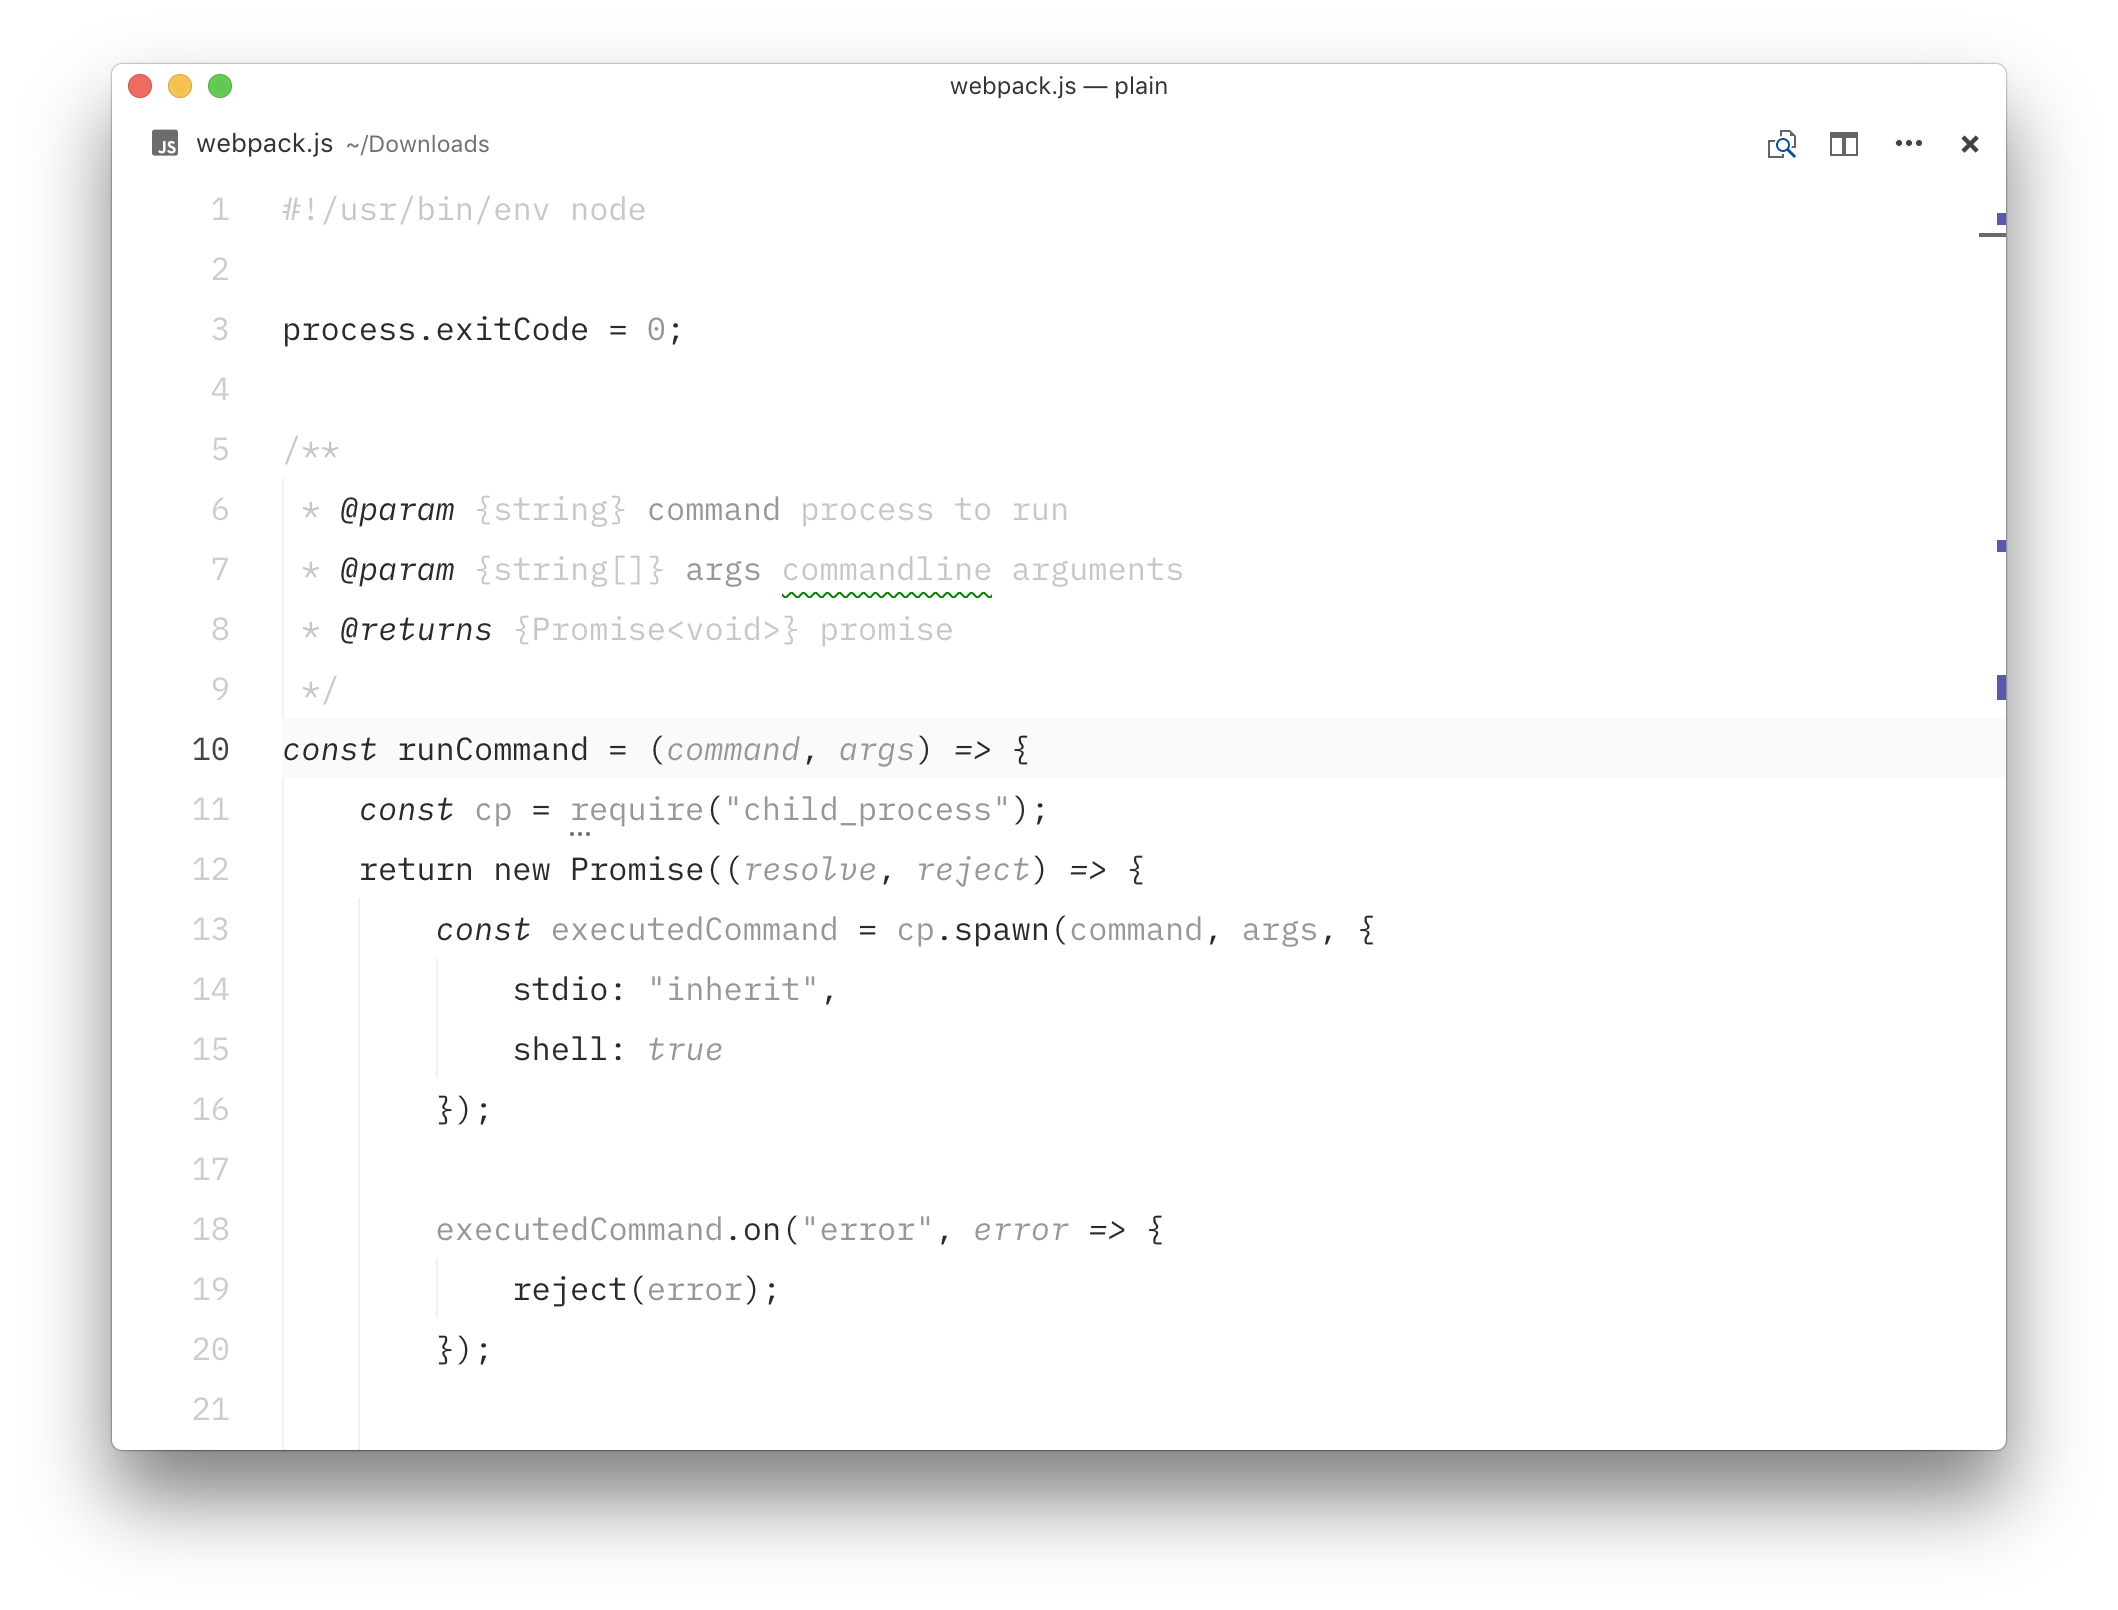 webpack.js — plain
JS webpack.js ~/Downloads
1 #!/usr/bin/env node
2
3 process.exitCode = 0;
4
5 /**
6  * @param {string} command process to run
7  * @param {string[]} args commandline arguments
8  * @returns {Promise<void>} promise
9  */
10 const runCommand = (command, args) => {
11     const cp = require("child_process");
12     return new Promise((resolve, reject) => {
13         const executedCommand = cp.spawn(command, args, {
14             stdio: "inherit",
15             shell: true
16         });
17
18         executedCommand.on("error", error => {
19             reject(error);
20         });
21